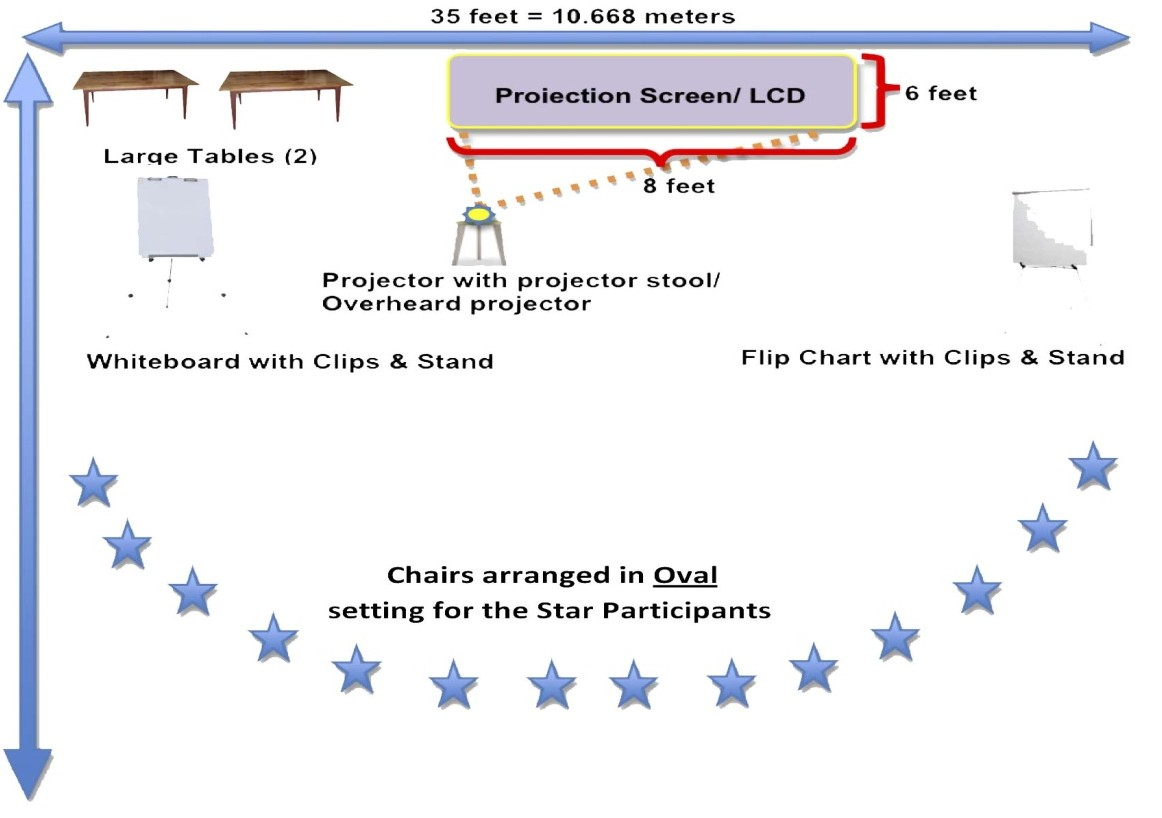 35 feet = 10.668 meters
Proiection Screen/ LCD
6 feet
Large Tables (2)
8 feet
Projector with projector stool/
Overheard projector
Whiteboard with Clips & Stand
Flip Chart with Clips & Stand
Chairs arranged in Oval
setting for the Star Participants